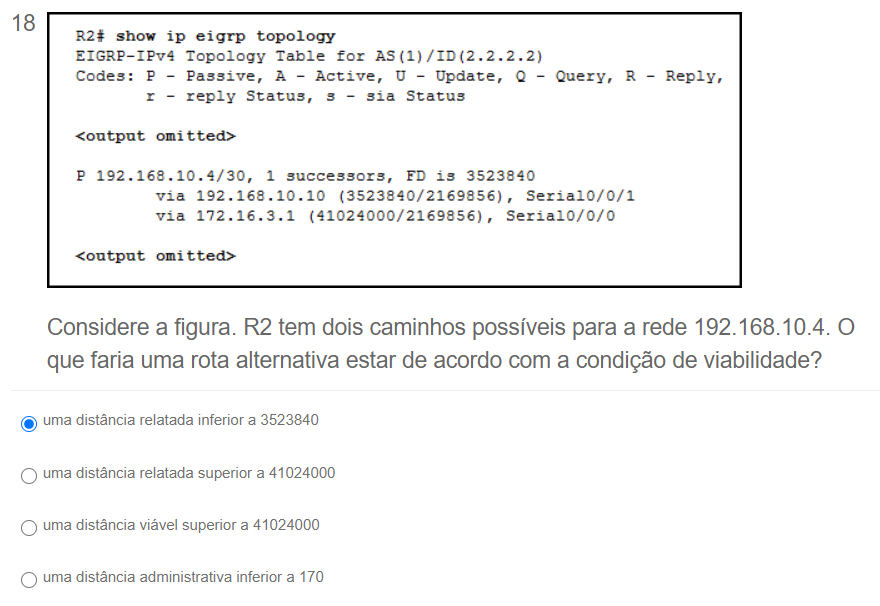 18
R2# show ip eigrp topology
EIGRP-IPv4 Topology Table for AS(1)/ID(2.2.2.2)
Codes: P - Passive, A - Active, U - Update, Q - Query, R - Reply,
r - reply Status, s - sia Status
<output omitted>
P 192.168.10.4/30, 1 successors, FD is 3523840
via 192.168.10.10 (3523840/2169856), Serial0/0/1
via 172.16.3.1 (41024000/2169856), Serial0/0/0
<output omitted>
Considere a figura. R2 tem dois caminhos possíveis para a rede 192.168.10.4. O
que faria uma rota alternativa estar de acordo com a condição de viabilidade?
uma distância relatada inferior a 3523840
uma distância relatada superior a 41024000
uma distância viável superior a 41024000
uma distância administrativa inferior a 170